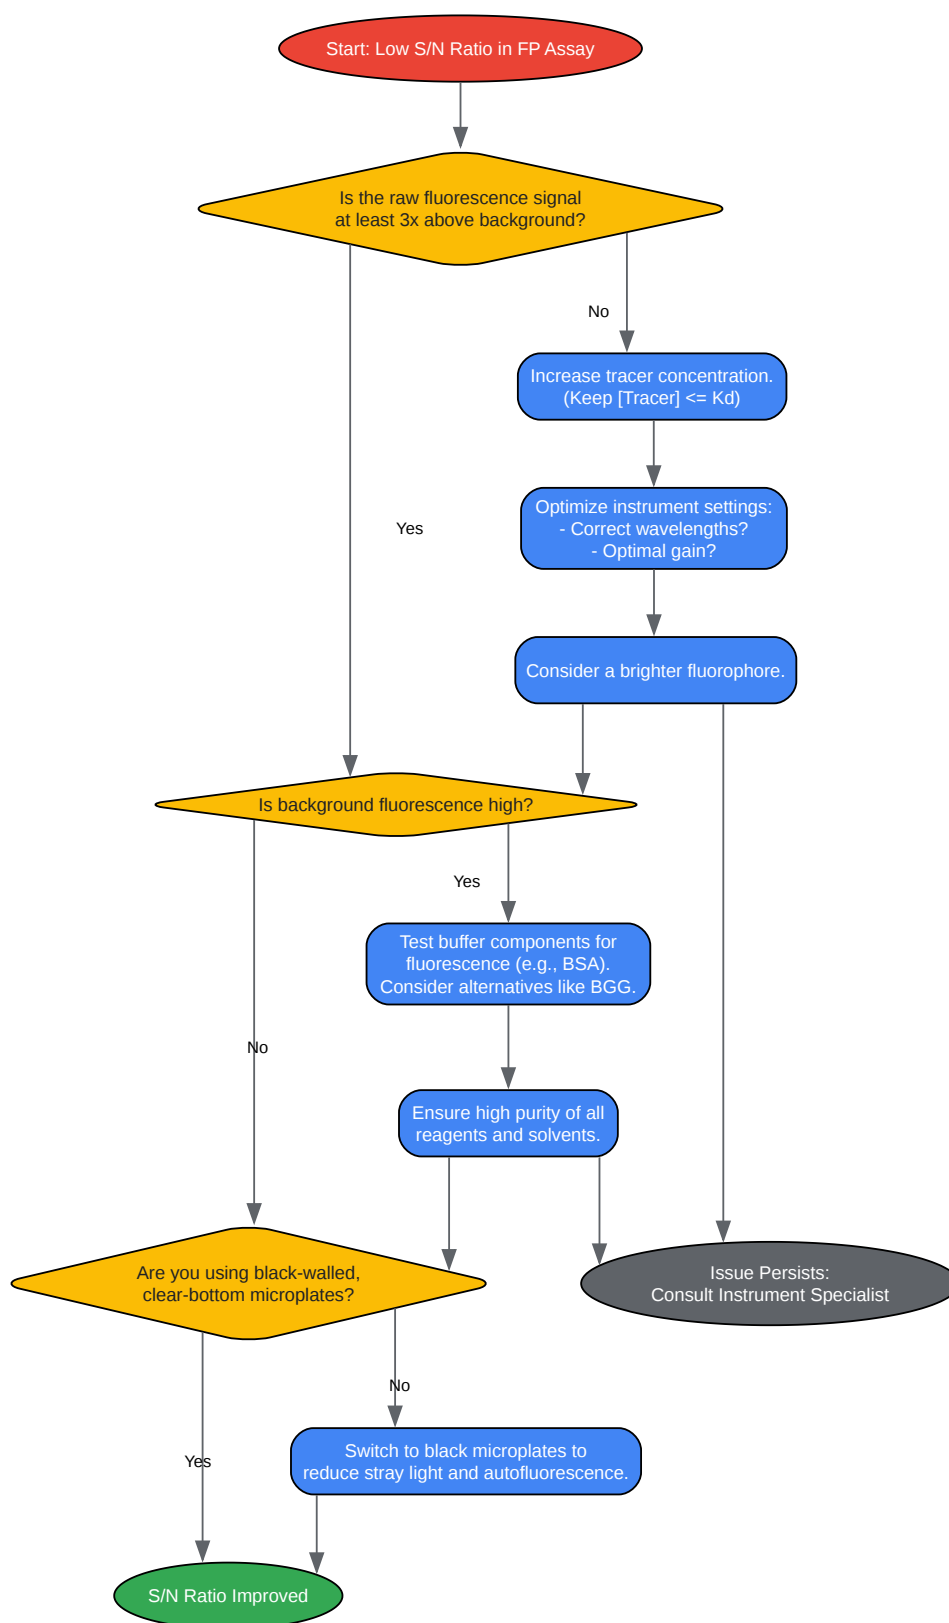 Start: Low S/N Ratio in FP Assay
Is the raw fluorescence signal
at least 3x above background?
No
Increase tracer concentration.
(Keep [Tracer] <= Kd)
Optimize instrument settings:
- Correct wavelengths?
- Optimal gain?
Yes
Consider a brighter fluorophore.
Is background fluorescence high?
Yes
Test buffer components for
fluorescence (e.g., BSA).
Consider alternatives like BGG.
No
Ensure high purity of all
reagents and solvents.
Are you using black-walled,
clear-bottom microplates?
Issue Persists:
Consult Instrument Specialist
No
Yes
Switch to black microplates to
reduce stray light and autofluorescence.
S/N Ratio Improved